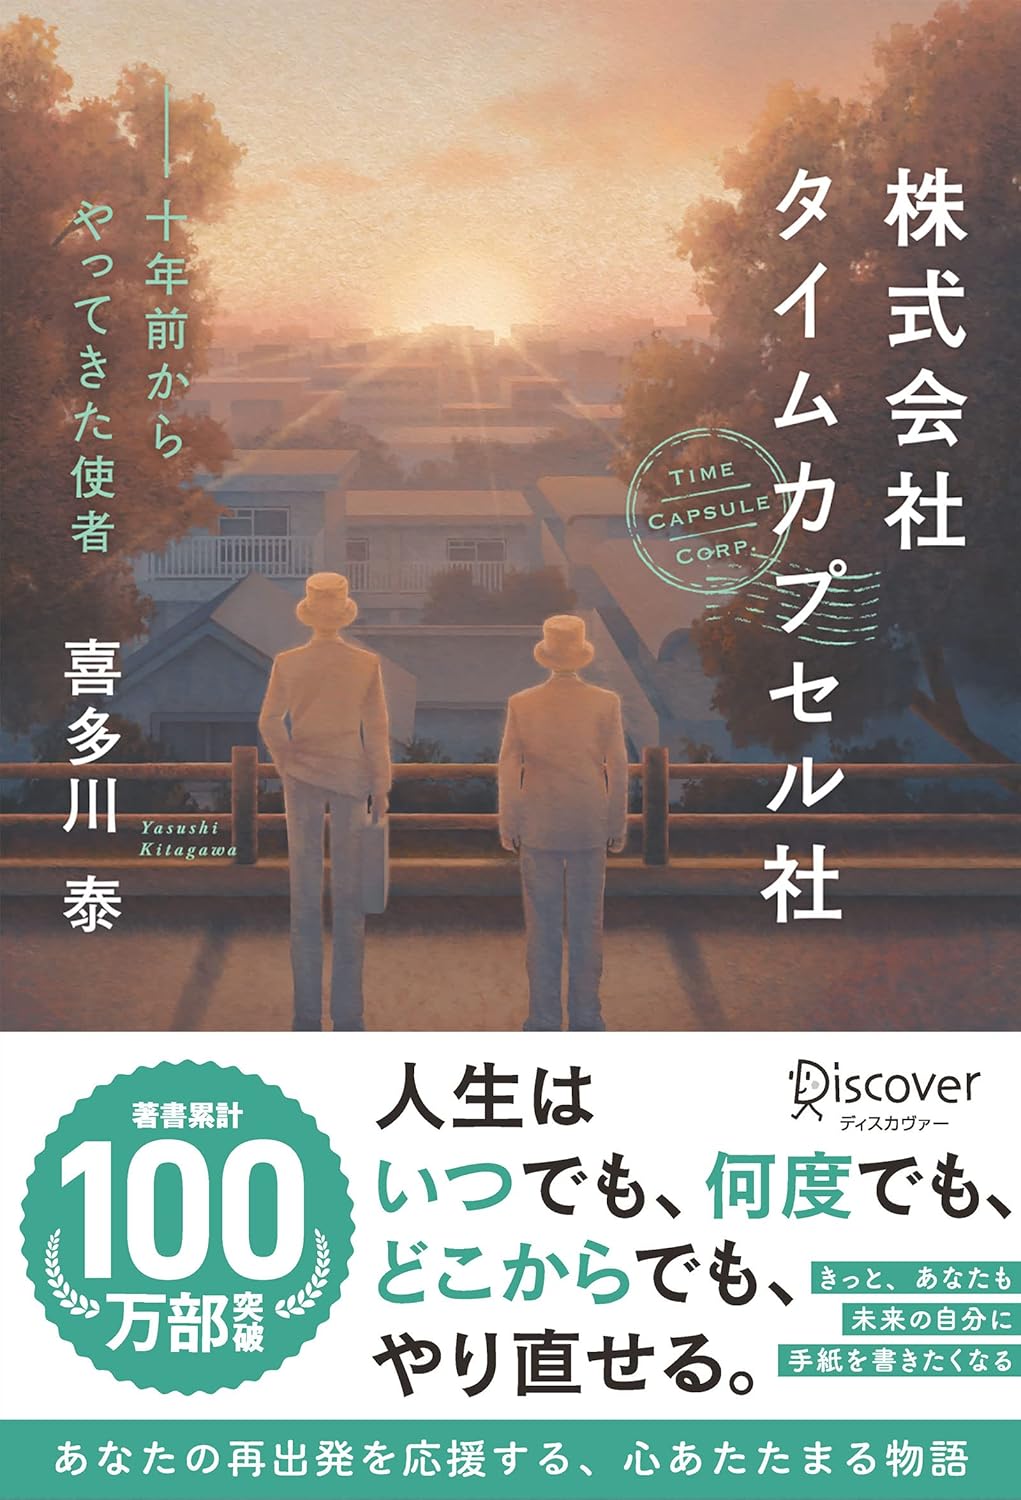 株式会社
タイムカプセル社
TIME
CAPSULE
CORP.
――十年前から
やってきた使者
喜多川 泰
Yasushi
Kitagawa
著書累計
100
万部突破
人生は
いつでも、何度でも、
どこからでも、
やり直せる。
Discover
ディスカヴァー
きっと、あなたも
未来の自分に
手紙を書きたくなる
あなたの再出発を応援する、心あたたまる物語